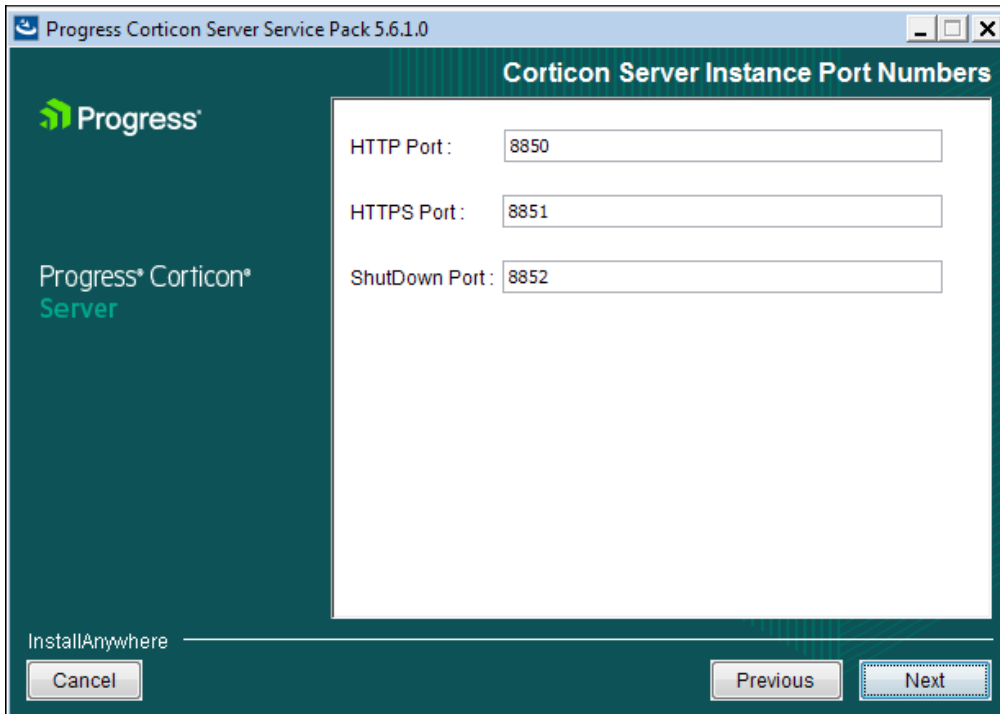 Progress Corticon Server Service Pack 5.6.1.0
Corticon Server Instance Port Numbers
Progress®
HTTP Port : 8850
HTTPS Port : 8851
Progress® Corticon®
Server
ShutDown Port : 8852
InstallAnywhere
Cancel Previous Next